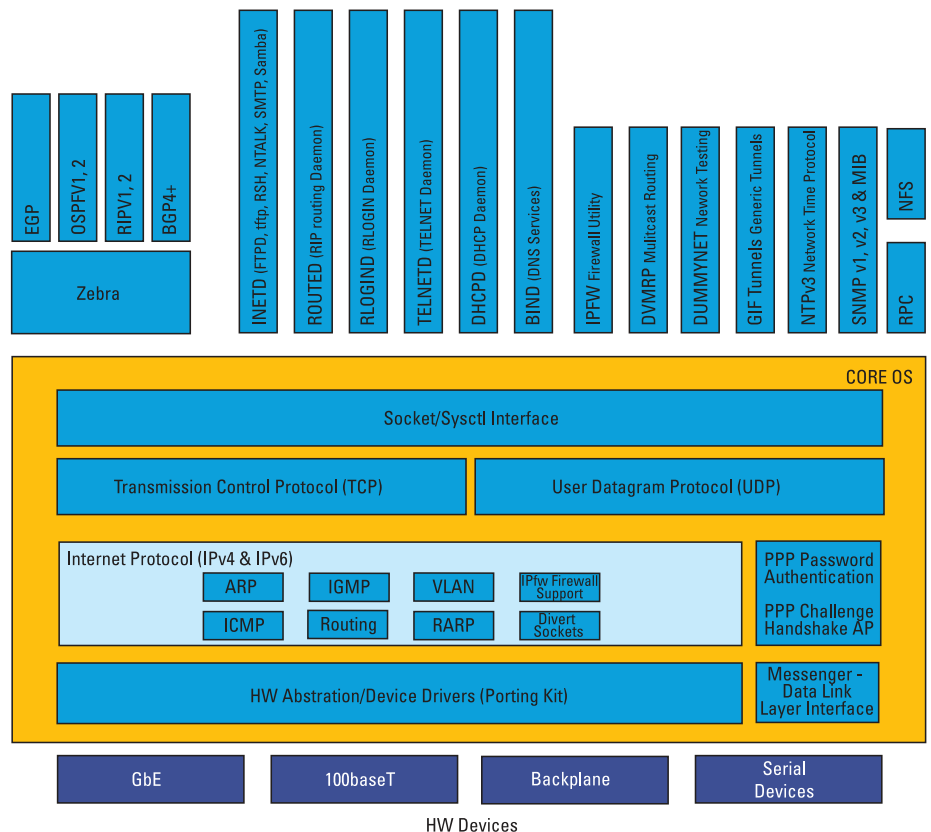 EGP
OSPFV1, 2
RIPV1, 2
BGP4+
Zebra
INETD (FTPD, tftp, RSH, NTALK, SMTP, Samba)
ROUTED (RIP routing Daemon)
RLOGIND (RLOGIN Daemon)
TELNETD (TELNET Daemon)
DHCPD (DHCP Daemon)
BIND (DNS Services)
IPFW Firewall Utility
DVMRP Mulitcast Routing
DUMMYNET Nework Testing
GIF Tunnels Generic Tunnels
NTPv3 Network Time Protocol
SNMP v1, v2, v3 & MIB
NFS
RPC
CORE OS
Socket/Sysctl Interface
Transmission Control Protocol (TCP)
User Datagram Protocol (UDP)
Internet Protocol (IPv4 & IPv6)
ARP
IGMP
VLAN
IPfw Firewall
Support
ICMP
Routing
RARP
Divert
Sockets
PPP Password
Authentication
PPP Challenge
Handshake AP
HW Abstration/Device Drivers (Porting Kit)
Messenger -
Data Link
Layer Interface
GbE
100baseT
Backplane
Serial
Devices
HW Devices